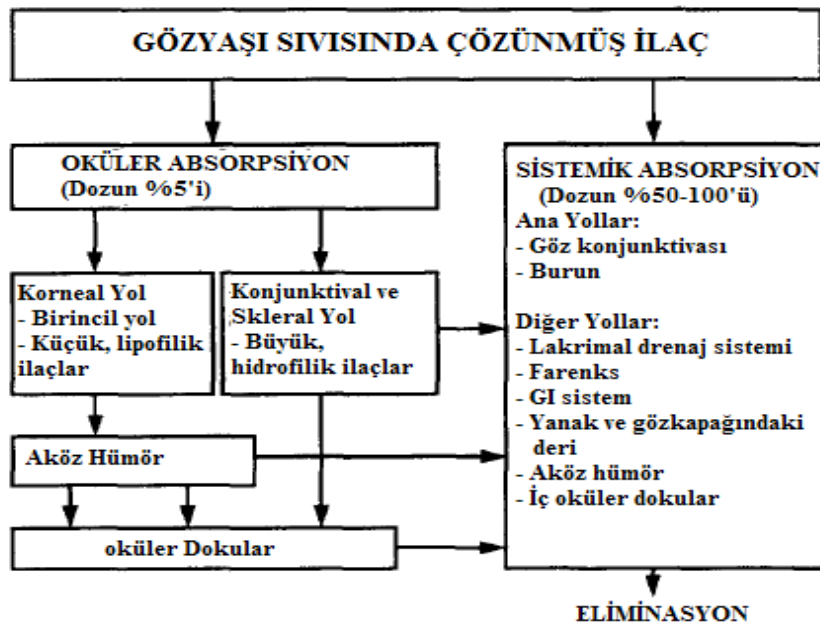 GÖZYAŞI SIVISINDA ÇÖZÜNMÜŞ İLAÇ
OKÜLER ABSORPSİYON
(Dozun %5'i)
Korneal Yol
- Birincil yol
- Küçük, lipofilik
ilaçlar
Konjunktival ve
Skleral Yol
- Büyük,
hidrofilik ilaçlar
Aköz Hümör
oküler Dokular
SİSTEMİK ABSORPSİYON
(Dozun %50-100'ü)
Ana Yollar:
- Göz konjunktivası
- Burun
Diğer Yollar:
- Lakrimal drenaj sistemi
- Farenks
- GI sistem
- Yanak ve gözkapağındaki
deri
- Aköz hümör
- İç oküler dokular
ELİMİNASYON